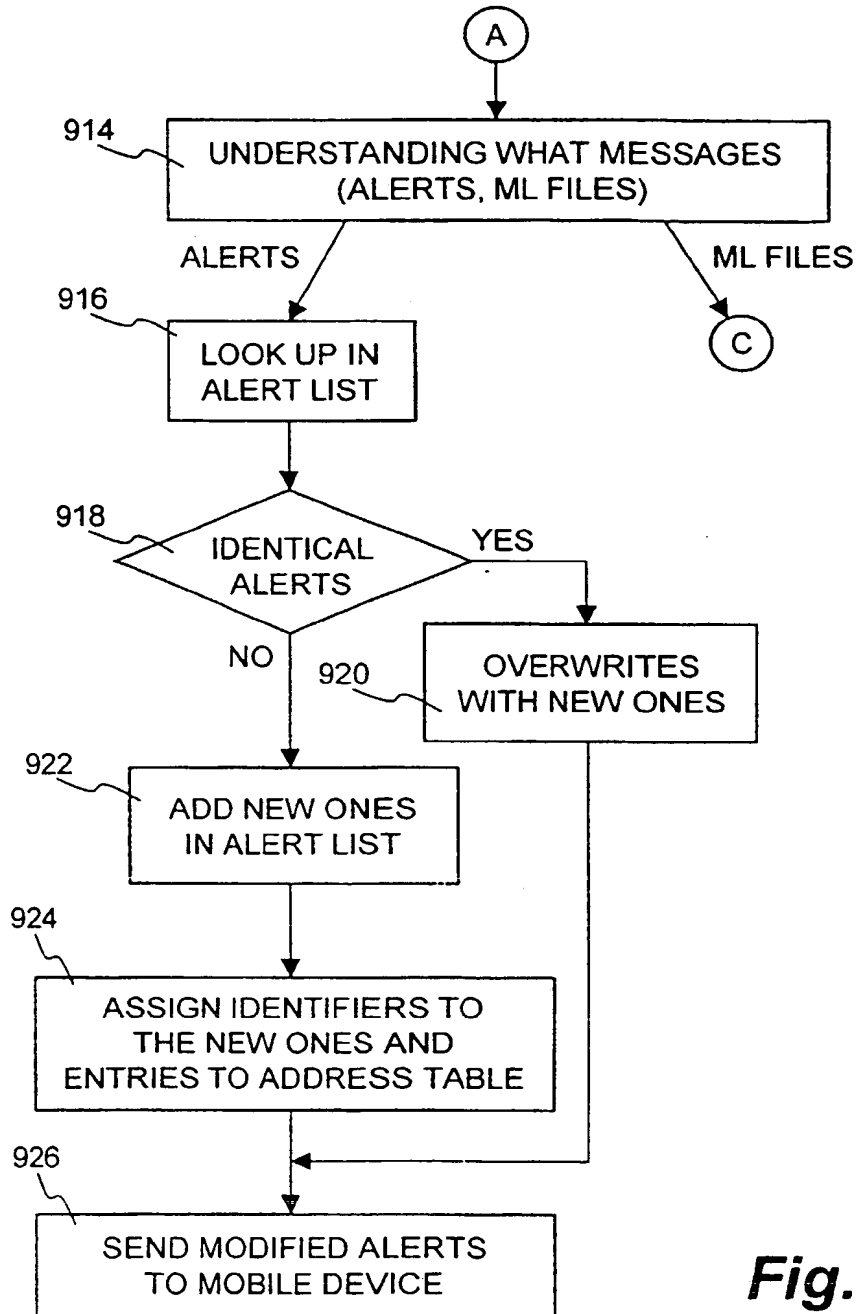 A
914
UNDERSTANDING WHAT MESSAGES
(ALERTS, ML FILES)
ALERTS
ML FILES
916
LOOK UP IN
ALERT LIST
C
918
IDENTICAL
ALERTS
YES
NO
920
OVERWRITES
WITH NEW ONES
922
ADD NEW ONES
IN ALERT LIST
924
ASSIGN IDENTIFIERS TO
THE NEW ONES AND
ENTRIES TO ADDRESS TABLE
926
SEND MODIFIED ALERTS
TO MOBILE DEVICE
Fig.